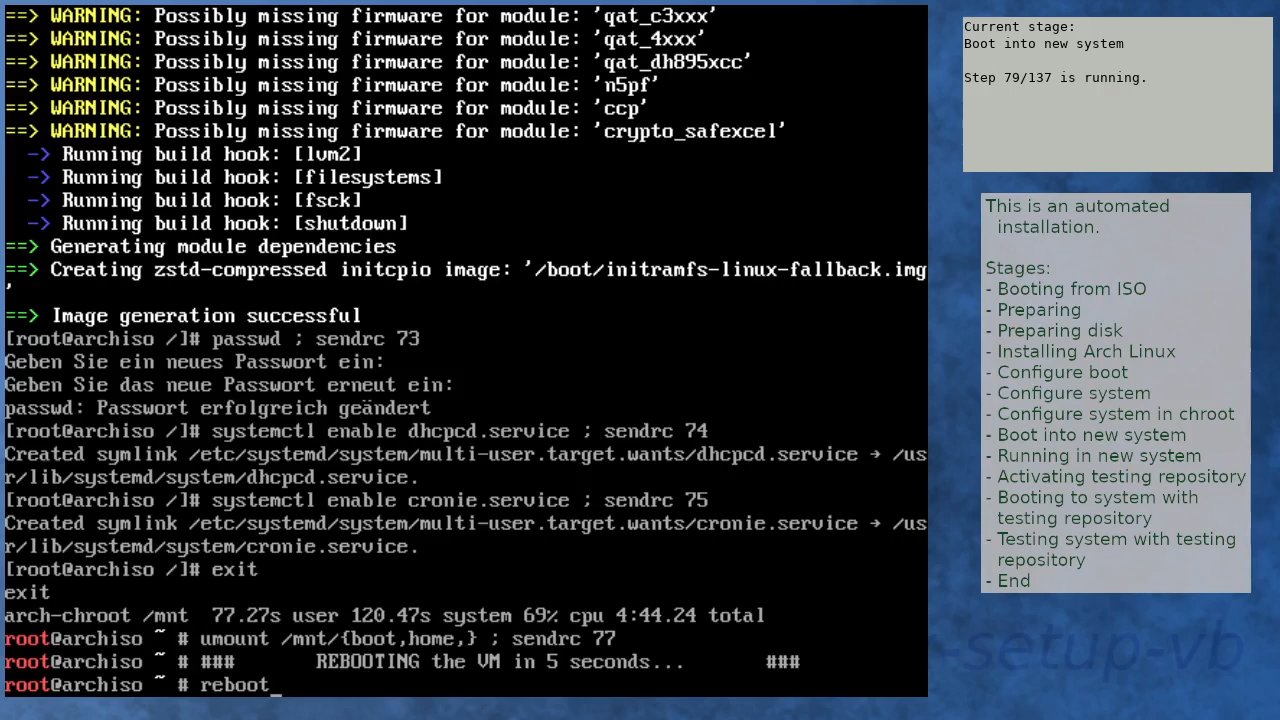 ==> WARNING: Possibly missing firmware for module: 'qat_c3xxx'
==> WARNING: Possibly missing firmware for module: 'qat_4xxx'
==> WARNING: Possibly missing firmware for module: 'qat_dh895xcc'
==> WARNING: Possibly missing firmware for module: 'n5pf'
==> WARNING: Possibly missing firmware for module: 'ccp'
==> WARNING: Possibly missing firmware for module: 'crypto_safexcel'
-> Running build hook: [lvm2]
-> Running build hook: [filesystems]
-> Running build hook: [fsck]
-> Running build hook: [shutdown]
==> Generating module dependencies
==> Creating zstd-compressed initcpio image: '/boot/initramfs-linux-fallback.img
'
==> Image generation successful
[root@archiso /]# passwd ; sendrc 73
Geben Sie ein neues Passwort ein:
Geben Sie das neue Passwort erneut ein:
passwd: Passwort erfolgreich geändert
[root@archiso /]# systemctl enable dhcpcd.service ; sendrc 74
Created symlink /etc/systemd/system/multi-user.target.wants/dhcpcd.service → /us
r/lib/systemd/system/dhcpcd.service.
[root@archiso /]# systemctl enable cronie.service ; sendrc 75
Created symlink /etc/systemd/system/multi-user.target.wants/cronie.service → /us
r/lib/systemd/system/cronie.service.
[root@archiso /]# exit
exit
arch-chroot /mnt  77.27s user 120.47s system 69% cpu 4:44.24 total
root@archiso ~ # umount /mnt/{boot,home,} ; sendrc 77
root@archiso ~ # ###       REBOOTING the VM in 5 seconds...       ###
root@archiso ~ # reboot_
Current stage:
Boot into new system
Step 79/137 is running.
This is an automated
installation.
Stages:
- Booting from ISO
- Preparing
- Preparing disk
- Installing Arch Linux
- Configure boot
- Configure system
- Configure system in chroot
- Boot into new system
- Running in new system
- Activating testing repository
- Booting to system with
testing repository
- Testing system with testing
repository
- End
-setup-vb